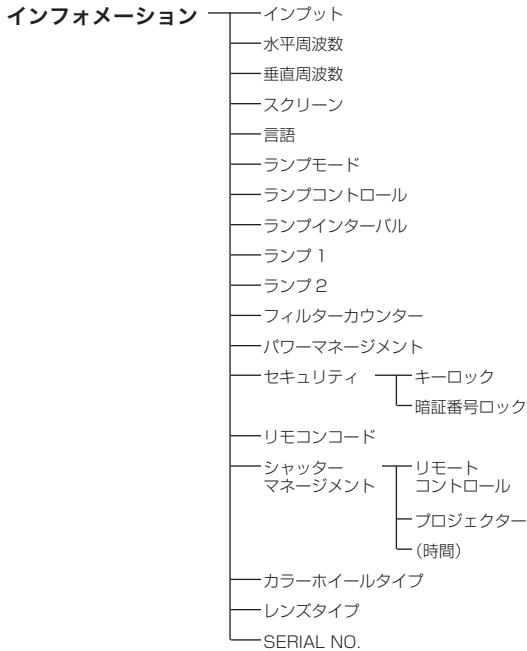 インフォメーション
インプット
水平周波数
垂直周波数
スクリーン
言語
ランプモード
ランプコントロール
ランプインターバル
ランプ 1
ランプ 2
フィルターカウンター
パワーマネージメント
セキュリティ
キーロック
暗証番号ロック
リモコンコード
シャッター
マネージメント
リモート
コントロール
プロジェクター
（時間）
カラーホイールタイプ
レンズタイプ
SERIAL NO.